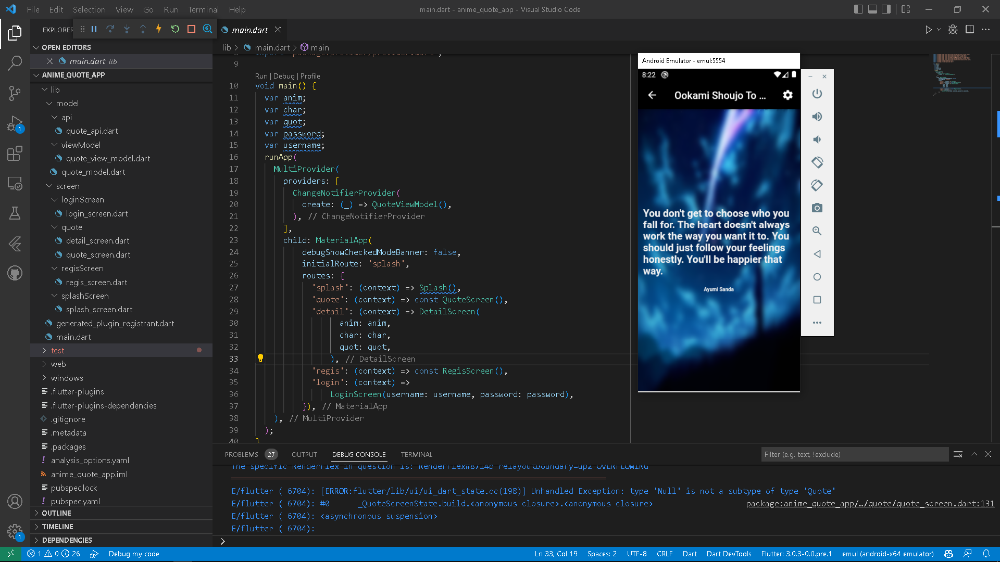 File Edit Selection View Go Run Terminal Help
main.dart - anime_quote_app - Visual Studio Code
EXPLORER
main.dart
OPEN EDITORS
main.dart lib
ANIME_QUOTE_APP
lib
model
api
quote_api.dart
viewModel
quote_view_model.dart
quote_model.dart
screen
loginScreen
login_screen.dart
quote
detail_screen.dart
quote_screen.dart
regisScreen
regis_screen.dart
splashScreen
splash_screen.dart
generated_plugin_registrant.dart
main.dart
test
web
windows
.flutter-plugins
.flutter-plugins-dependencies
.gitignore
.metadata
.packages
analysis_options.yaml
anime_quote_app.iml
pubspec.lock
pubspec.yaml
OUTLINE
TIMELINE
DEPENDENCIES
1
1
lib > main.dart > main
9
Run | Debug | Profile
10 void main() {
11 var anim;
12 var char;
13 var quot;
14 var password;
15 var username;
16 runApp(
17 MultiProvider(
18 providers: [
19 ChangeNotifierProvider(
20 create: (_) => QuoteViewModel(),
21 ), // ChangeNotifierProvider
22 ],
23 child: MaterialApp(
24 debugShowCheckedModeBanner: false,
25 initialRoute: 'splash',
26 routes: {
27 'splash': (context) => Splash(),
28 'quote': (context) => const QuoteScreen(),
29 'detail': (context) => DetailScreen(
30 anim: anim,
31 char: char,
32 quot: quot,
33 ), // DetailScreen
34 'regis': (context) => const RegisScreen(),
35 'login': (context) =>
36 LoginScreen(username: username, password: password),
37 }), // MaterialApp
38 ), // MultiProvider
39 );
40 }
Android Emulator - emul:5554
8:22
Ookami Shoujo To ...
You don't get to choose who you
fall for. The heart doesn't always
work the way you want it to. You
should just follow your feelings
honestly. You'll be happier that
way.
Ayumi Sanda
PROBLEMS 27 OUTPUT DEBUG CONSOLE TERMINAL
Filter (e.g. text, !exclude)
The specific RenderFlex in question is: RenderFlex#8714b relayoutBoundary=up2 OVERFLOWING
E/flutter ( 6704): [ERROR:flutter/lib/ui/ui_dart_state.cc(198)] Unhandled Exception: type 'Null' is not a subtype of type 'Quote'
E/flutter ( 6704): #0 _QuoteScreenState.build.<anonymous closure>.<anonymous closure>
package:anime_quote_app/…/quote/quote_screen.dart:131
E/flutter ( 6704): <asynchronous suspension>
E/flutter ( 6704):
1 0 26 Debug my code
Ln 33, Col 19 Spaces: 2 UTF-8 CRLF Dart Dart DevTools Flutter: 3.0.3-0.0.pre.1 emul (android-x64 emulator)